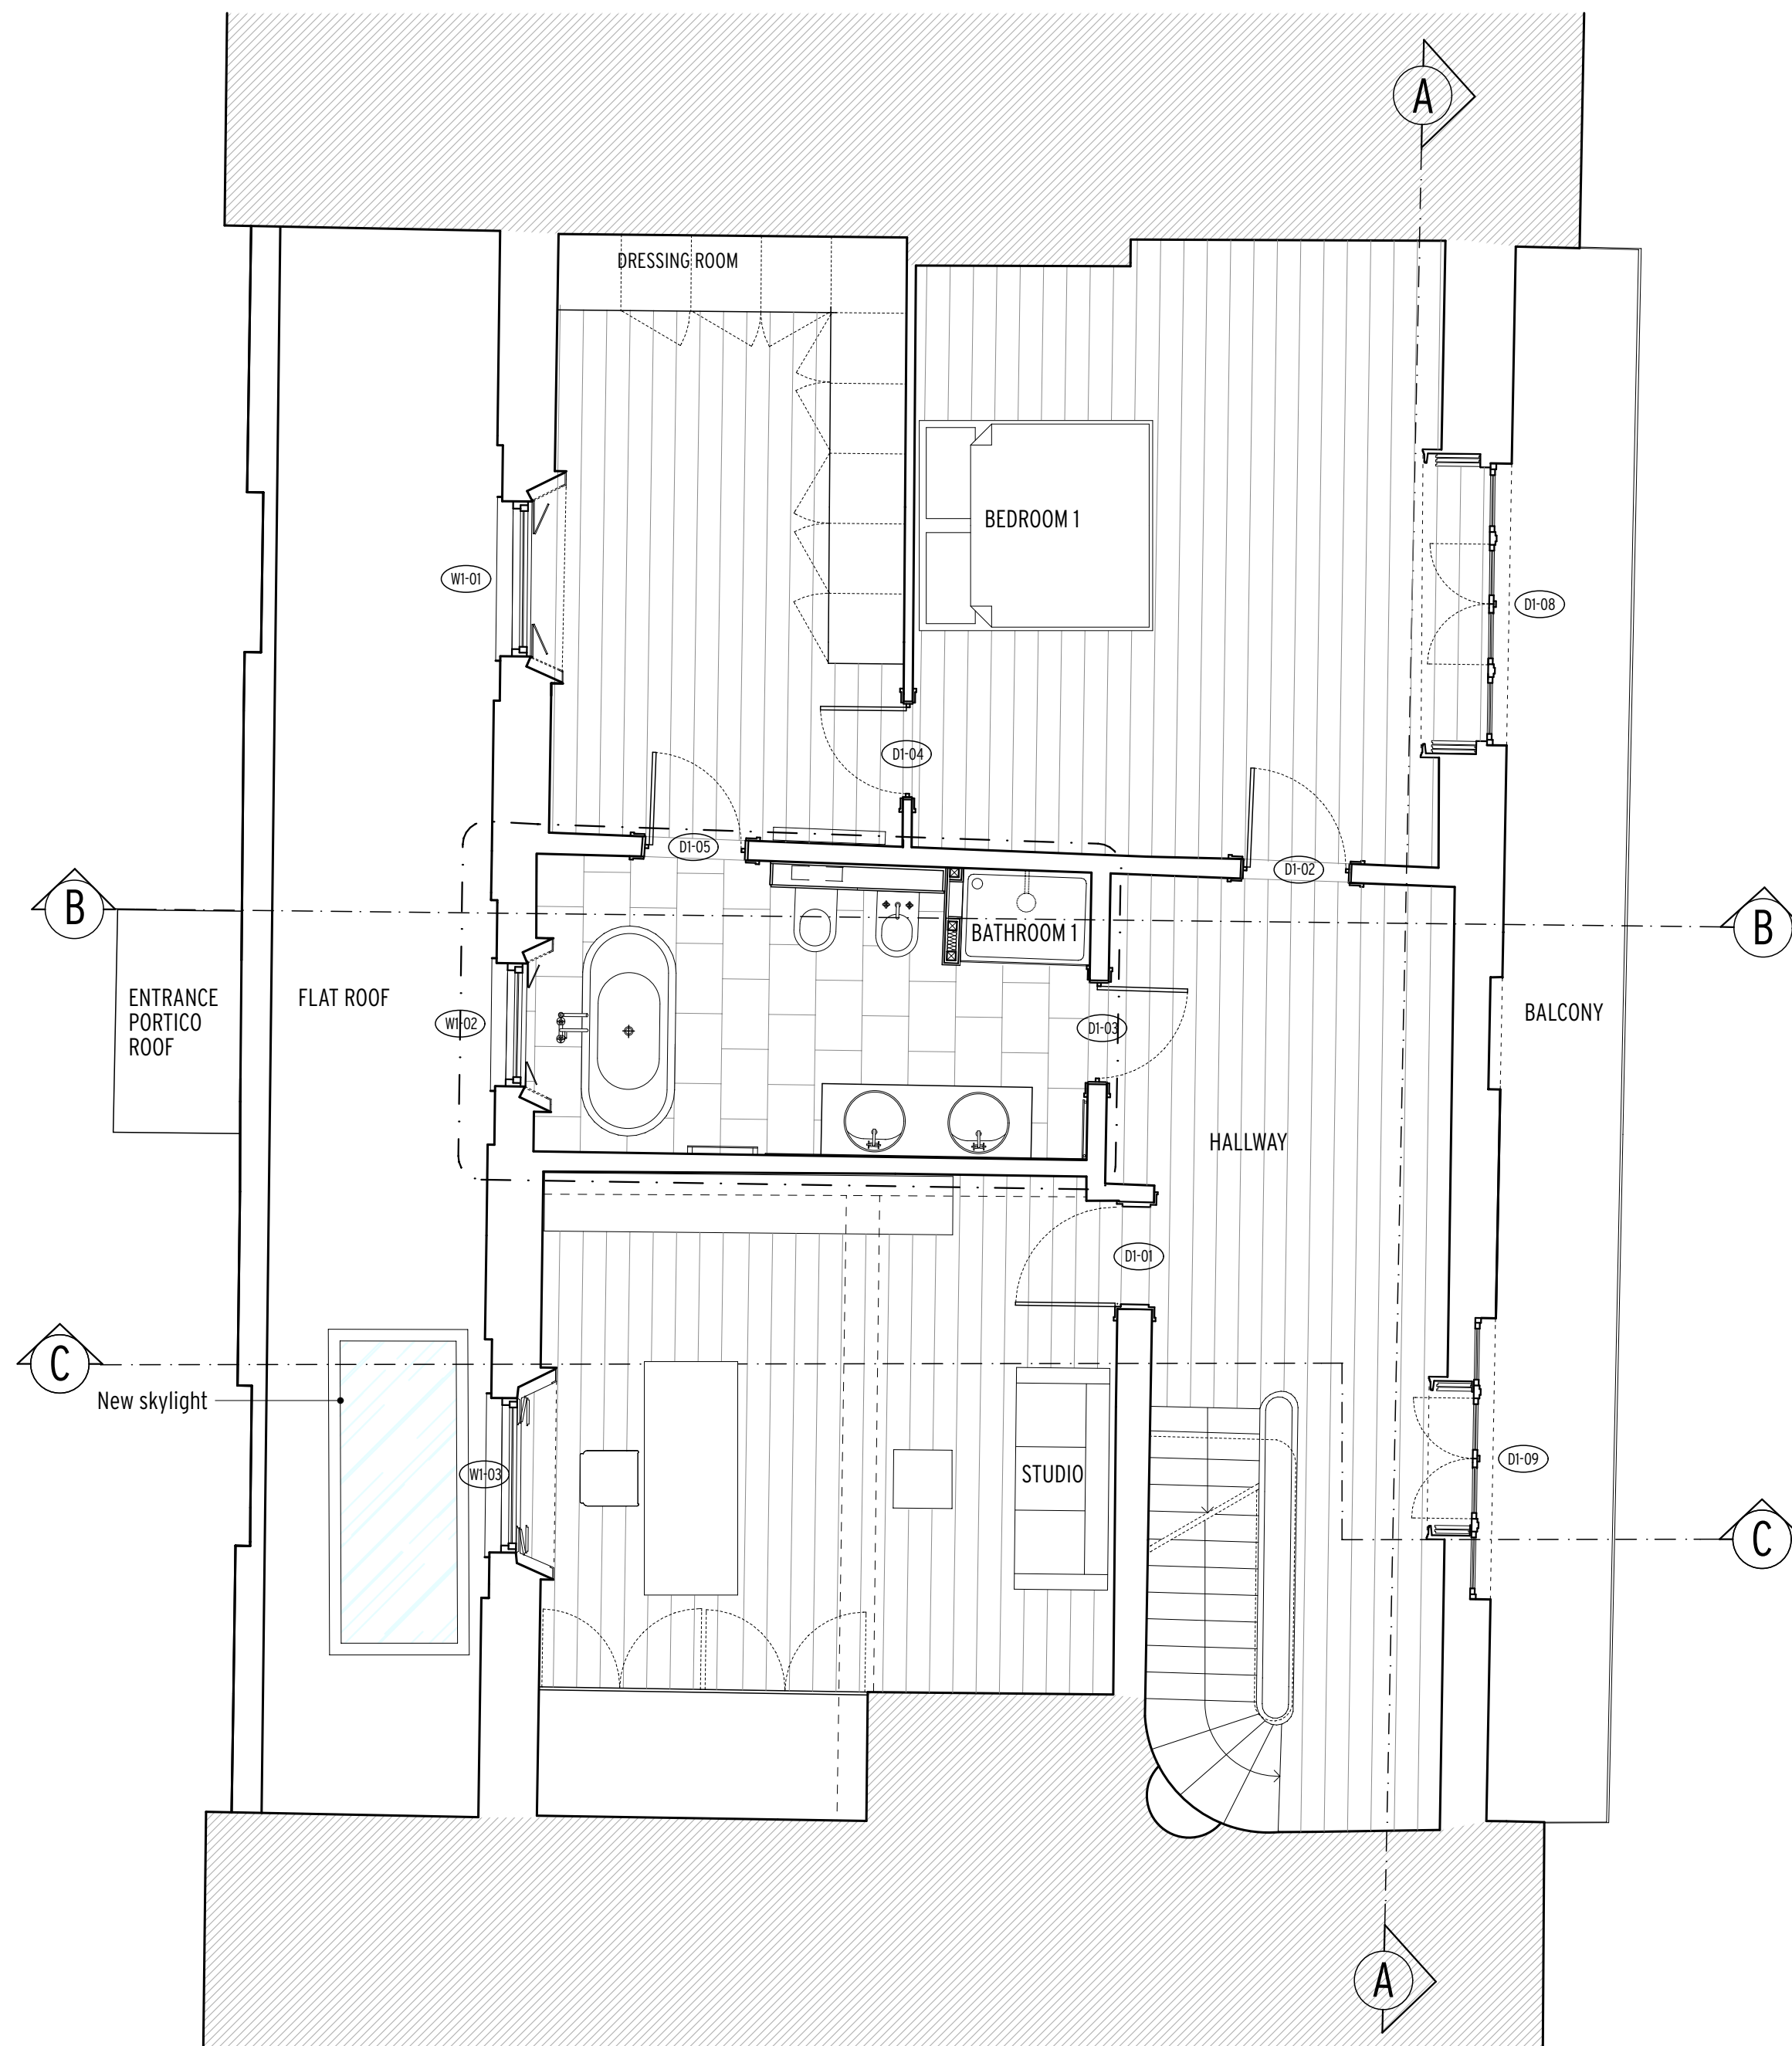 A
DRESSING ROOM
BEDROOM 1
W1-01
D1-08
D1-04
D1-05
D1-02
B
B
BATHROOM 1
ENTRANCE
PORTICO
ROOF
FLAT ROOF
W1-02
D1-03
BALCONY
HALLWAY
D1-01
C
New skylight
W1-03
STUDIO
D1-09
C
A